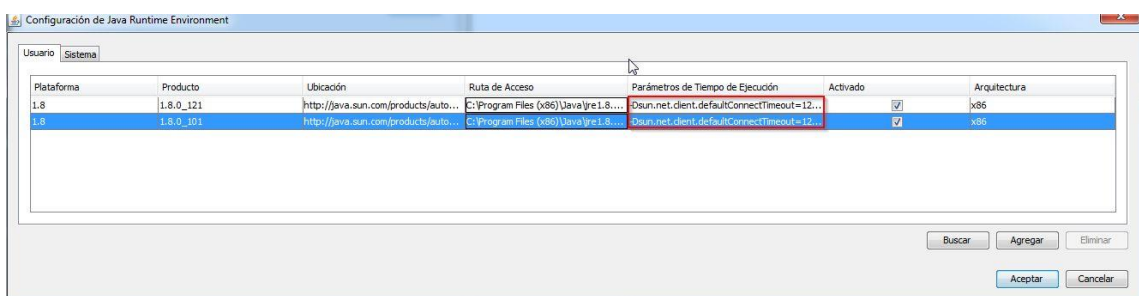 Configuración de Java Runtime Environment
Usuario Sistema
Plataforma Producto Ubicación Ruta de Acceso Parámetros de Tiempo de Ejecución Activado Arquitectura
1.8 1.8.0_121 http://java.sun.com/products/auto... C:\Program Files (x86)\Java\jre1.8.... -Dsun.net.client.defaultConnectTimeout=12... x86
1.8 1.8.0_101 http://java.sun.com/products/auto... C:\Program Files (x86)\Java\jre1.8.... -Dsun.net.client.defaultConnectTimeout=12... x86
Buscar Agregar Eliminar
Aceptar Cancelar